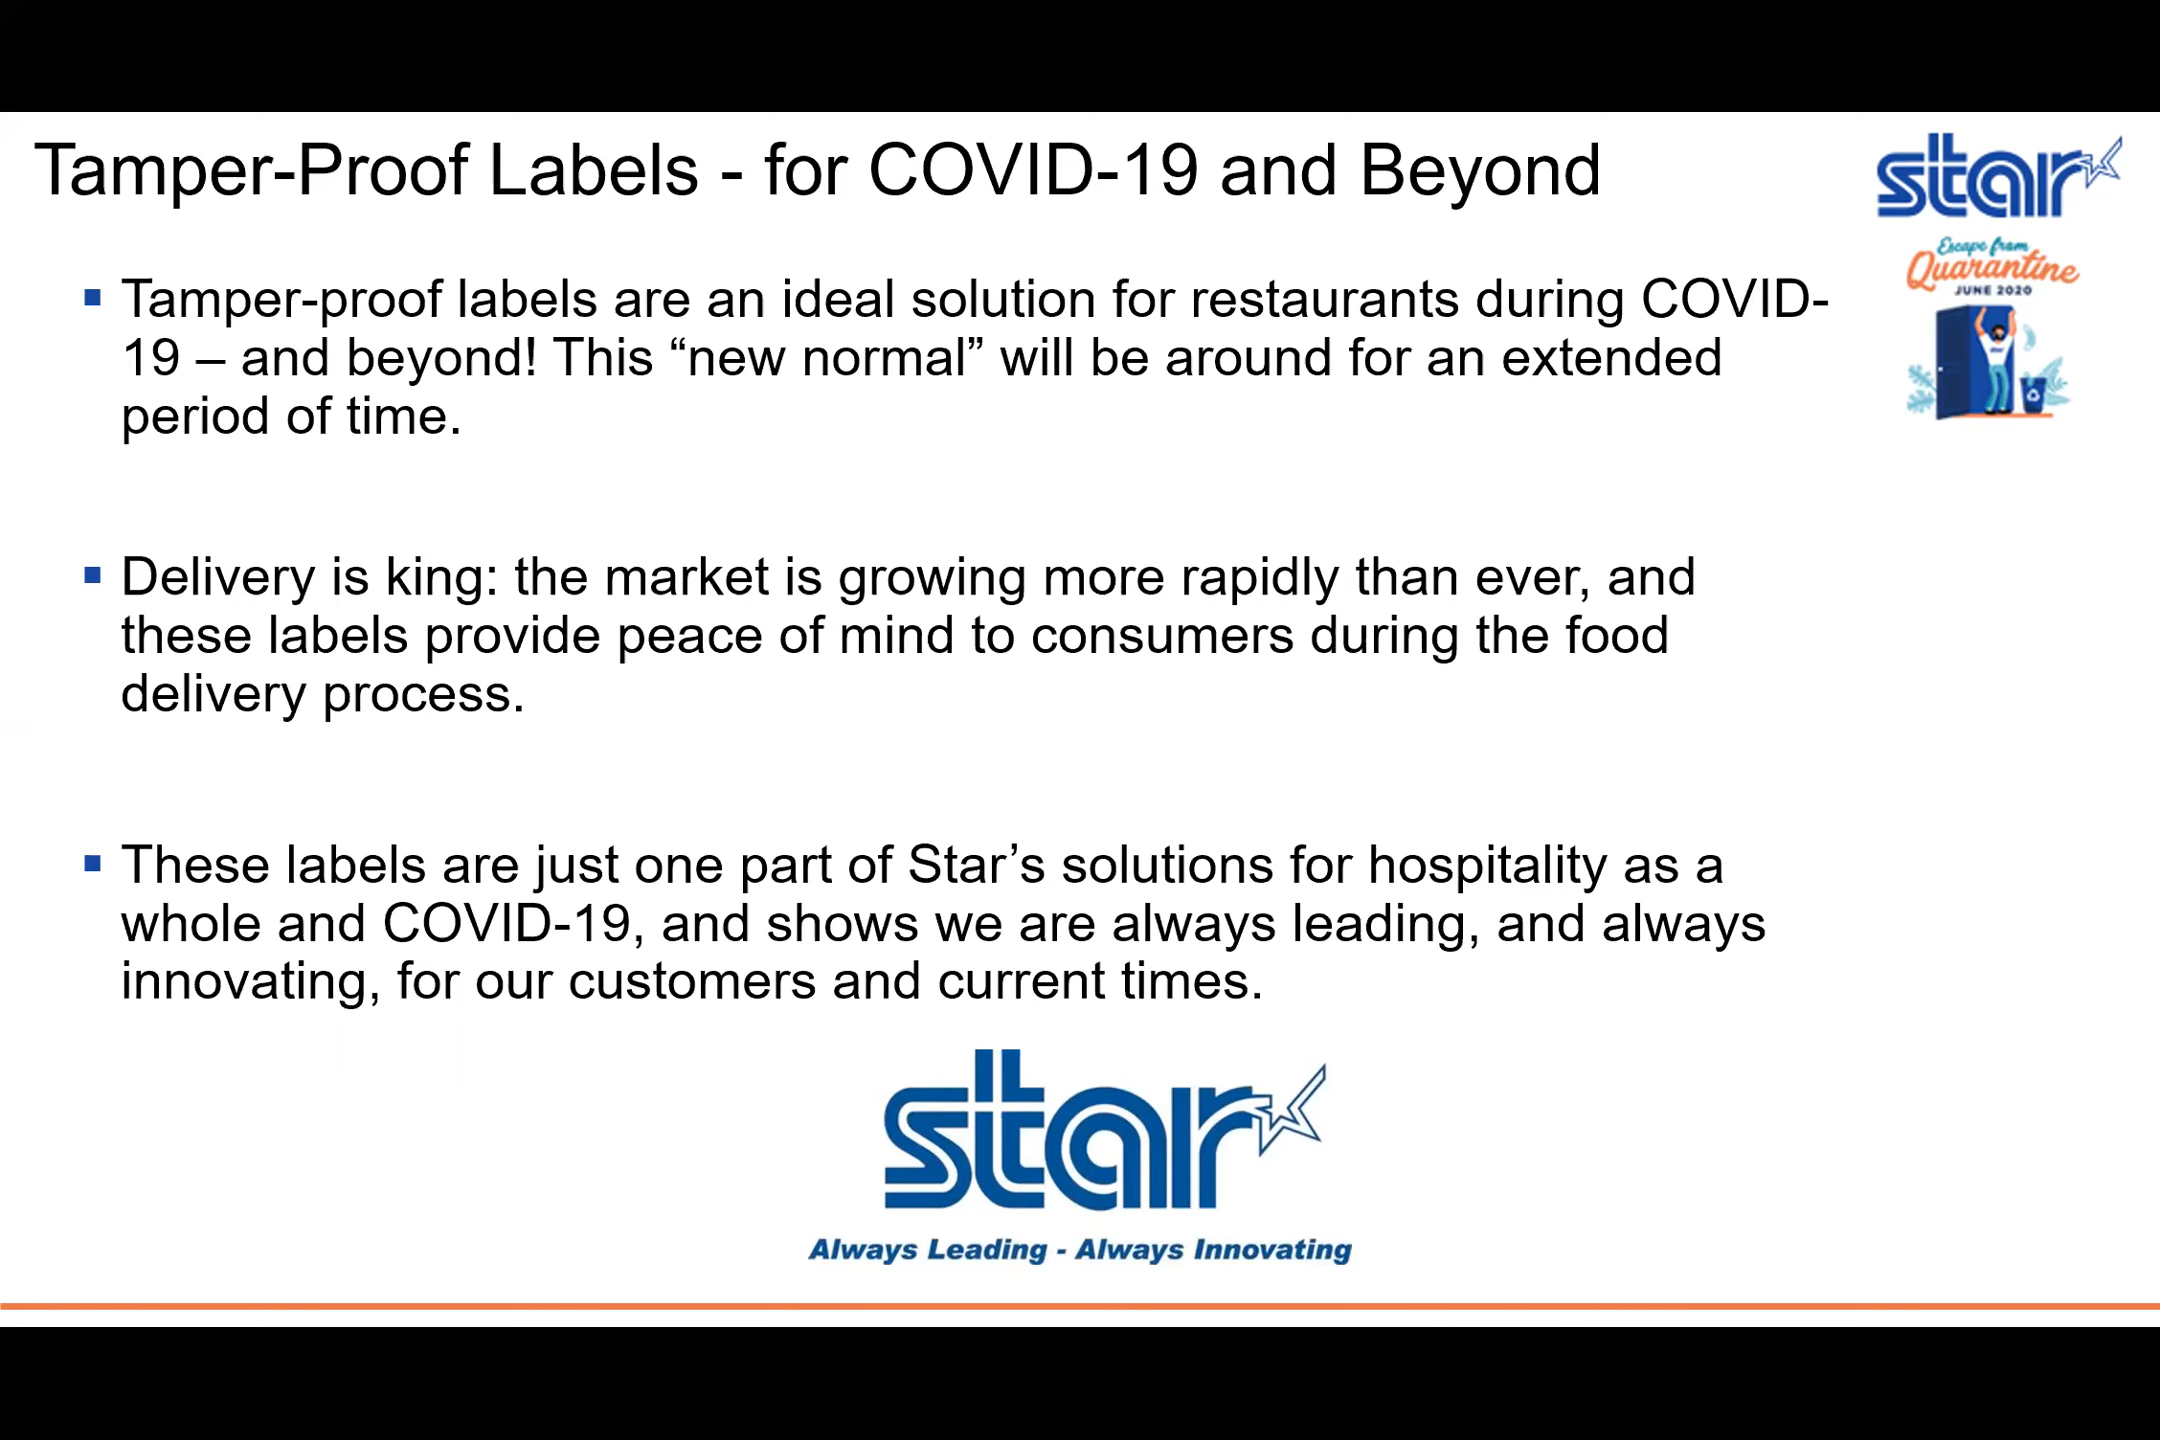 Tamper-Proof Labels - for COVID-19 and Beyond
star
Escape from
Quarantine
JUNE 2020
▪ Tamper-proof labels are an ideal solution for restaurants during COVID-
19 – and beyond! This “new normal” will be around for an extended
period of time.
▪ Delivery is king: the market is growing more rapidly than ever, and
these labels provide peace of mind to consumers during the food
delivery process.
▪ These labels are just one part of Star’s solutions for hospitality as a
whole and COVID-19, and shows we are always leading, and always
innovating, for our customers and current times.
star
Always Leading - Always Innovating